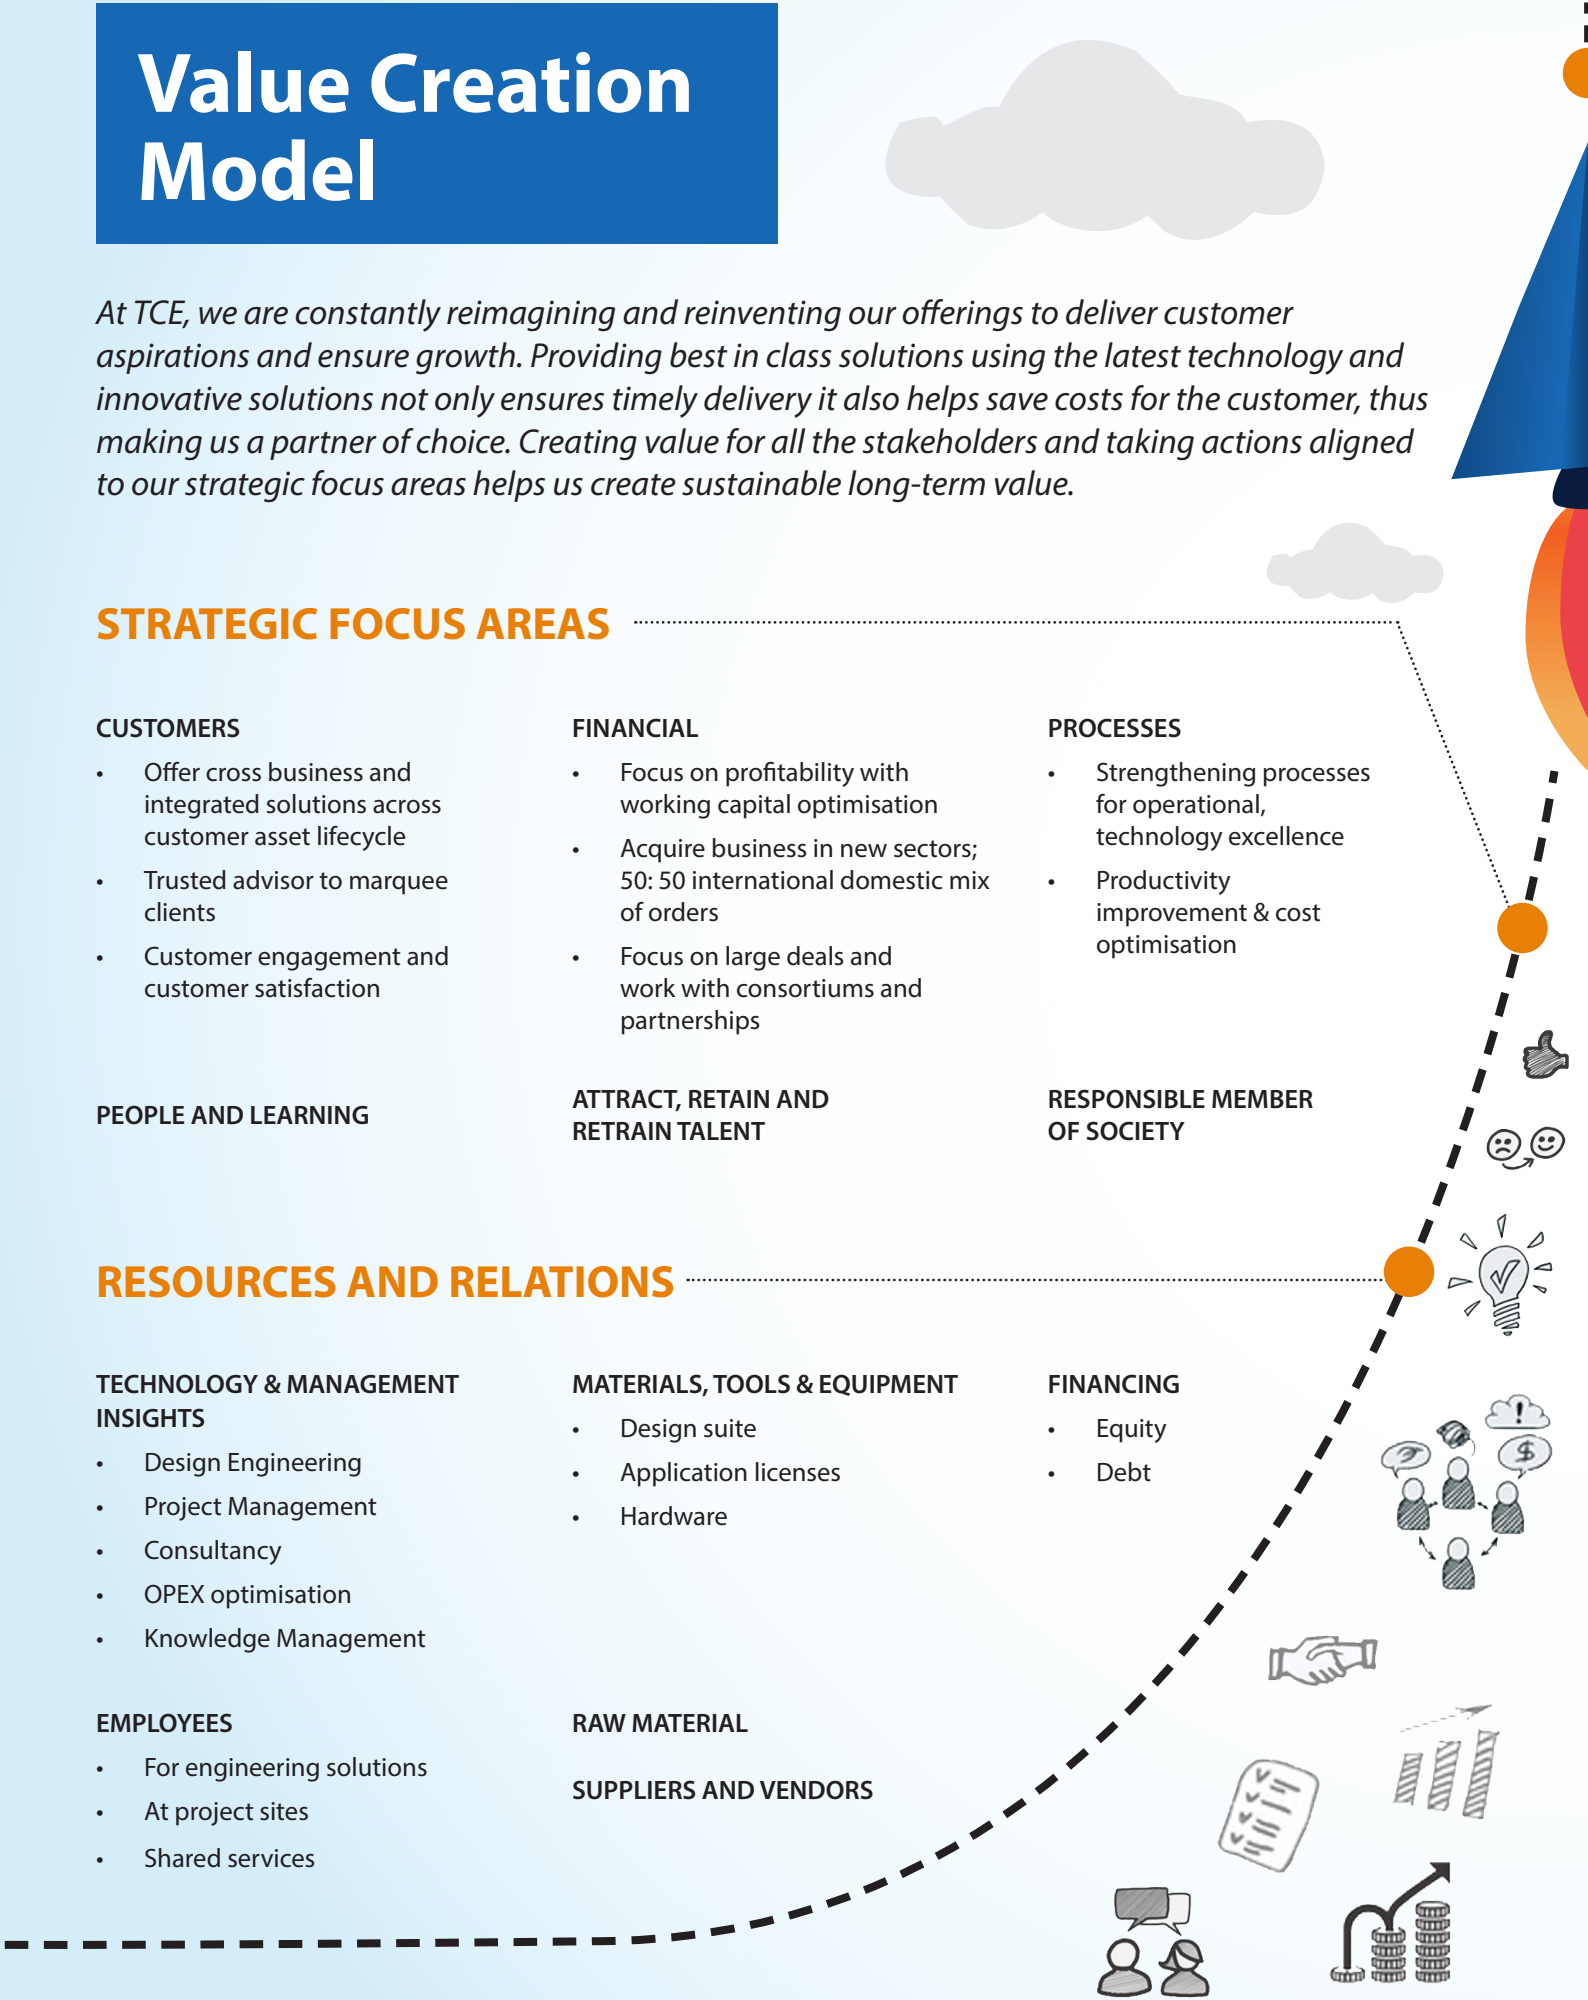 Value Creation
Model
At TCE, we are constantly reimagining and reinventing our offerings to deliver customer
aspirations and ensure growth. Providing best in class solutions using the latest technology and
innovative solutions not only ensures timely delivery it also helps save costs for the customer, thus
making us a partner of choice. Creating value for all the stakeholders and taking actions aligned
to our strategic focus areas helps us create sustainable long-term value.
STRATEGIC FOCUS AREAS
CUSTOMERS
• Offer cross business and
integrated solutions across
customer asset lifecycle
• Trusted advisor to marquee
clients
• Customer engagement and
customer satisfaction
FINANCIAL
• Focus on profitability with
working capital optimisation
• Acquire business in new sectors;
50: 50 international domestic mix
of orders
• Focus on large deals and
work with consortiums and
partnerships
PROCESSES
• Strengthening processes
for operational,
technology excellence
• Productivity
improvement & cost
optimisation
PEOPLE AND LEARNING
ATTRACT, RETAIN AND
RETRAIN TALENT
RESPONSIBLE MEMBER
OF SOCIETY
RESOURCES AND RELATIONS
TECHNOLOGY & MANAGEMENT
INSIGHTS
• Design Engineering
• Project Management
• Consultancy
• OPEX optimisation
• Knowledge Management
MATERIALS, TOOLS & EQUIPMENT
• Design suite
• Application licenses
• Hardware
FINANCING
• Equity
• Debt
EMPLOYEES
• For engineering solutions
• At project sites
• Shared services
RAW MATERIAL
SUPPLIERS AND VENDORS
!
$